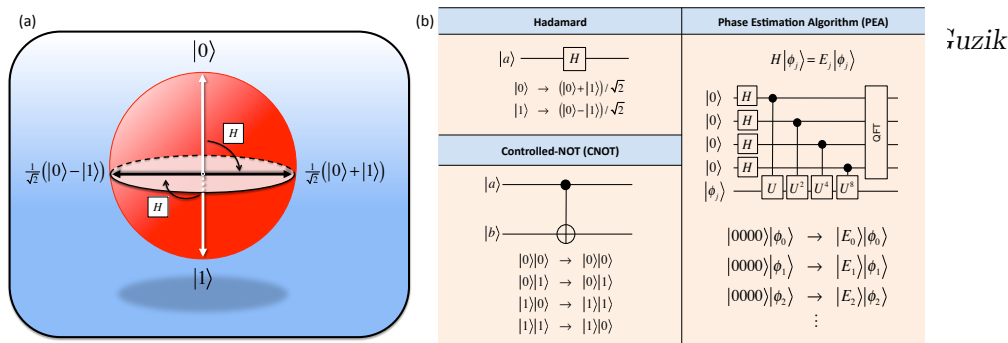 (a)
|0⟩
H
1/√2(|0⟩−|1⟩)
1/√2(|0⟩+|1⟩)
H
|1⟩
(b)
Hadamard
|a⟩ H
|0⟩ → (|0⟩+|1⟩)/√2
|1⟩ → (|0⟩−|1⟩)/√2
Controlled-NOT (CNOT)
|a⟩
|b⟩
|0⟩|0⟩ → |0⟩|0⟩
|0⟩|1⟩ → |0⟩|1⟩
|1⟩|0⟩ → |1⟩|1⟩
|1⟩|1⟩ → |1⟩|0⟩
Phase Estimation Algorithm (PEA)
H|ϕⱼ⟩ = Eⱼ|ϕⱼ⟩
|0⟩ H
|0⟩ H
|0⟩ H
|0⟩ H
QFT
|ϕⱼ⟩ U U² U⁴ U⁸
|0000⟩|ϕ₀⟩ → |E₀⟩|ϕ₀⟩
|0000⟩|ϕ₁⟩ → |E₁⟩|ϕ₁⟩
|0000⟩|ϕ₂⟩ → |E₂⟩|ϕ₂⟩
⋮